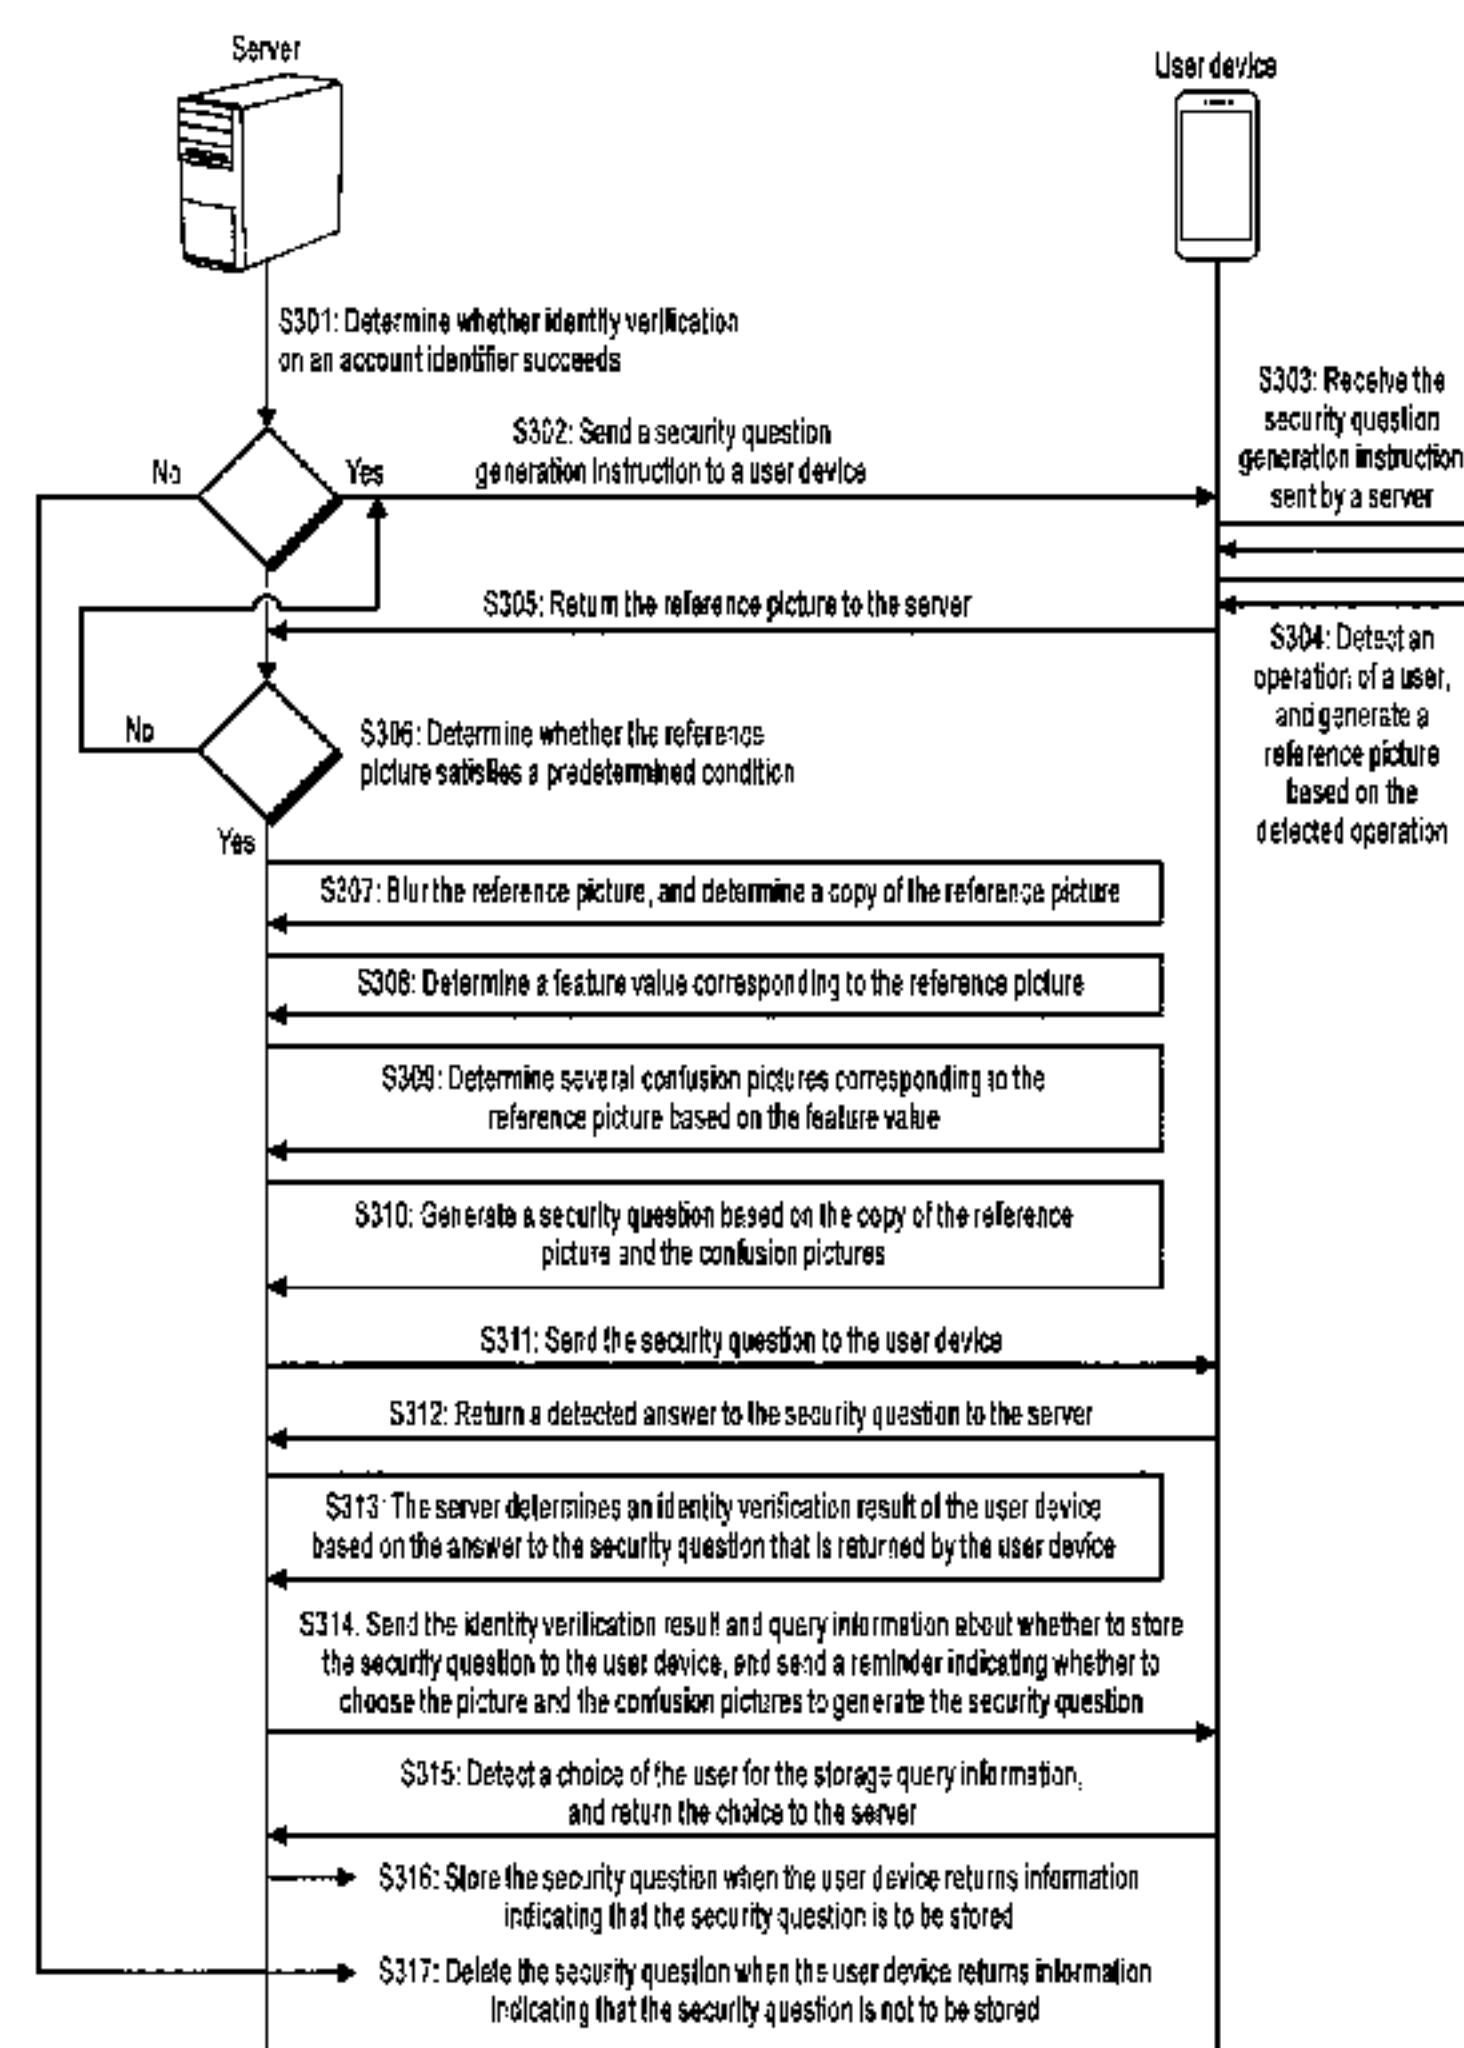 Server
User device
S301: Determine whether identity verification
on an account identifier succeeds
S303: Receive the
security question
generation instruction
sent by a server
S302: Send a security question
generation instruction to a user device
No
Yes
S305: Return the reference picture to the server
S304: Detect an
operation of a user,
and generate a
reference picture
based on the
detected operation
No
S306: Determine whether the reference
picture satisfies a predetermined condition
Yes
S307: Blur the reference picture, and determine a copy of the reference picture
S308: Determine a feature value corresponding to the reference picture
S309: Determine several confusion pictures corresponding to the
reference picture based on the feature value
S310: Generate a security question based on the copy of the reference
picture and the confusion pictures
S311: Send the security question to the user device
S312: Return a detected answer to the security question to the server
S313: The server determines an identity verification result of the user device
based on the answer to the security question that is returned by the user device
S314. Send the identity verification result and query information about whether to store
the security question to the user device, and send a reminder indicating whether to
choose the picture and the confusion pictures to generate the security question
S315: Detect a choice of the user for the storage query information,
and return the choice to the server
S316: Store the security question when the user device returns information
indicating that the security question is to be stored
S317: Delete the security question when the user device returns information
indicating that the security question is not to be stored